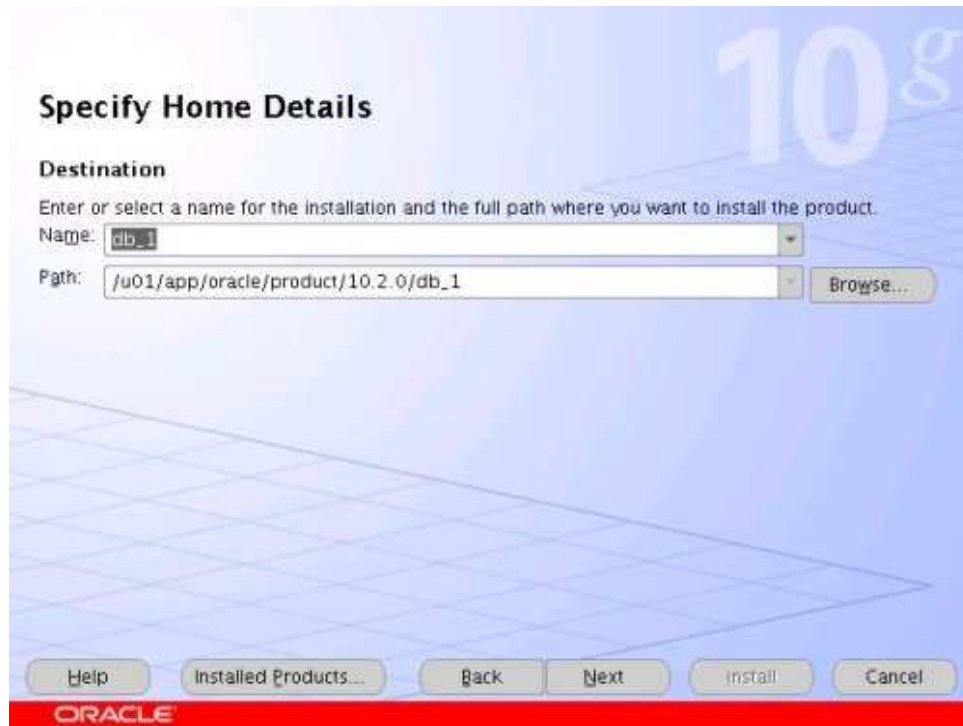 10g
Specify Home Details
Destination
Enter or select a name for the installation and the full path where you want to install the product.
Name: db_1
Path: /u01/app/oracle/product/10.2.0/db_1 Browse...
Help Installed Products... Back Next Install Cancel
ORACLE